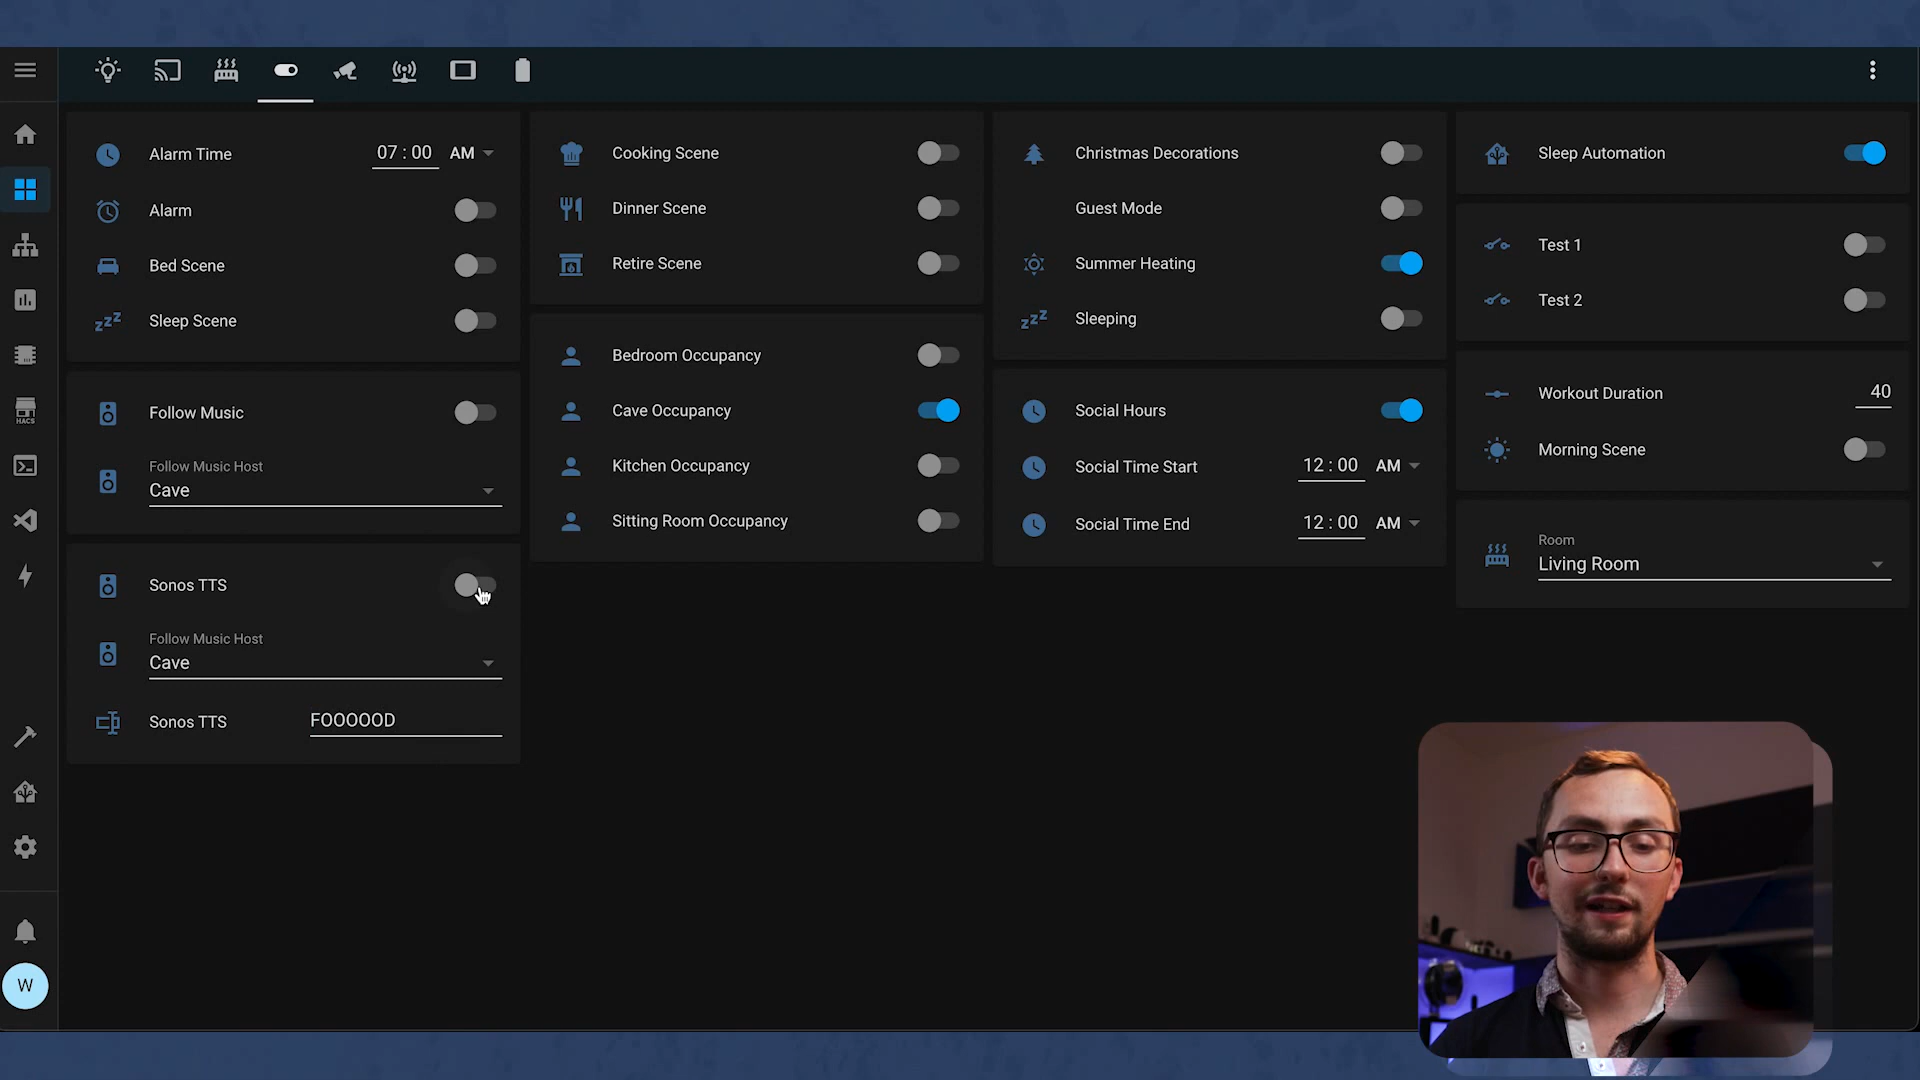 Alarm Time 07 : 00 AM
Alarm
Bed Scene
Sleep Scene
Follow Music
Follow Music Host
Cave
Sonos TTS
Follow Music Host
Cave
Sonos TTS FOOOOOD
Cooking Scene
Dinner Scene
Retire Scene
Bedroom Occupancy
Cave Occupancy
Kitchen Occupancy
Sitting Room Occupancy
Christmas Decorations
Guest Mode
Summer Heating
Sleeping
Social Hours
Social Time Start 12 : 00 AM
Social Time End 12 : 00 AM
Sleep Automation
Test 1
Test 2
Workout Duration 40
Morning Scene
Room
Living Room
HACS
W
zzz
zzz